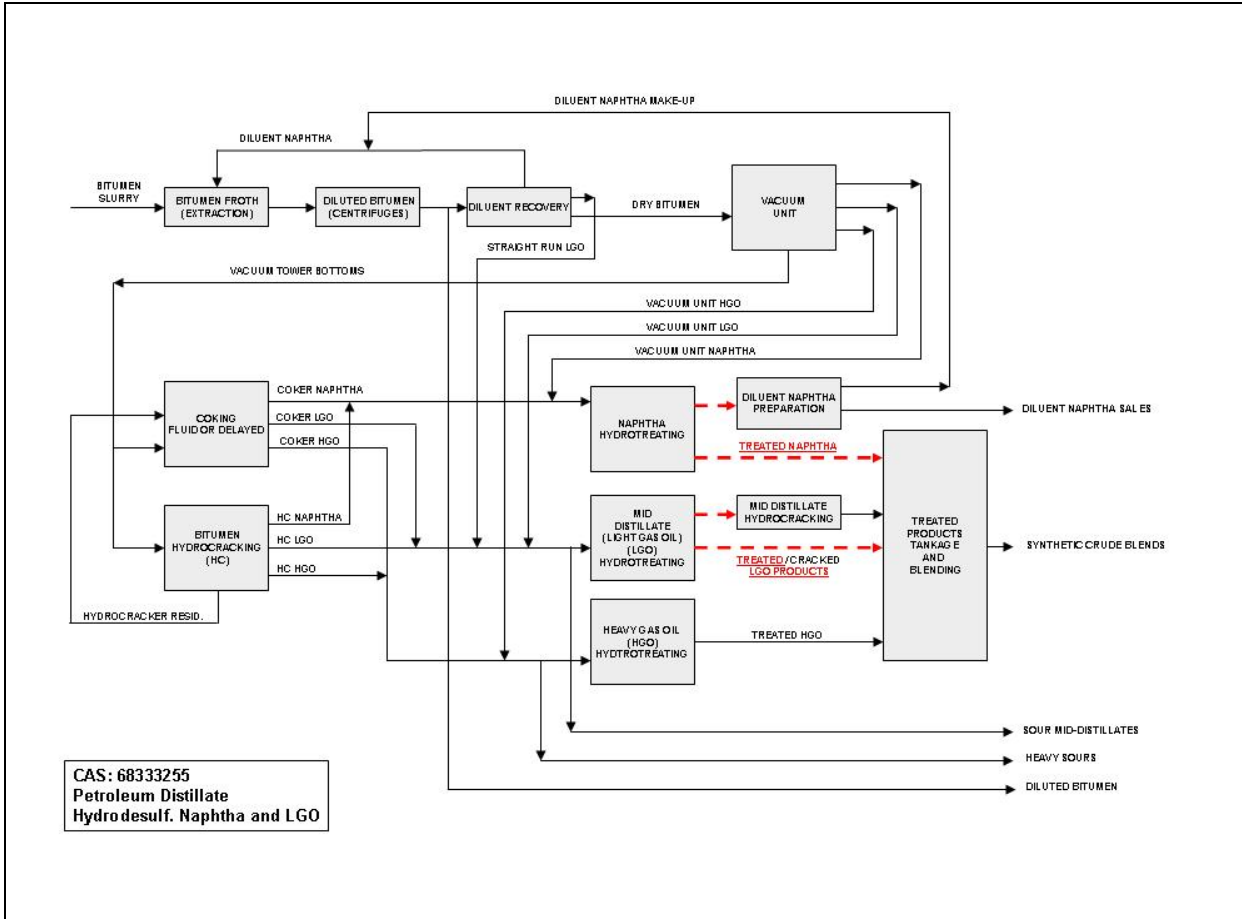 DILUENT NAPHTHA MAKE-UP
DILUENT NAPHTHA
BITUMEN
SLURRY
BITUMEN FROTH
(EXTRACTION)
DILUTED BITUMEN
(CENTRIFUGES)
DILUENT RECOVERY
DRY BITUMEN
VACUUM
UNIT
STRAIGHT RUN LGO
VACUUM TOWER BOTTOMS
VACUUM UNIT HGO
VACUUM UNIT LGO
VACUUM UNIT NAPHTHA
COKING
FLUID OR DELAYED
COKER NAPHTHA
COKER LGO
COKER HGO
NAPHTHA
HYDROTREATING
DILUENT NAPHTHA
PREPARATION
DILUENT NAPHTHA SALES
TREATED NAPHTHA
BITUMEN
HYDROCRACKING
(HC)
HC NAPHTHA
HC LGO
HC HGO
HYDROCRACKER RESID.
MID
DISTILLATE
(LIGHT GAS OIL)
(LGO)
HYDROTREATING
MID DISTILLATE
HYDROCRACKING
TREATED/CRACKED
LGO PRODUCTS
TREATED
PRODUCTS
TANKAGE
AND
BLENDING
SYNTHETIC CRUDE BLENDS
HEAVY GAS OIL
(HGO)
HYDTROTREATING
TREATED HGO
SOUR MID-DISTILLATES
HEAVY SOURS
DILUTED BITUMEN
CAS: 68333255
Petroleum Distillate
Hydrodesulf. Naphtha and LGO